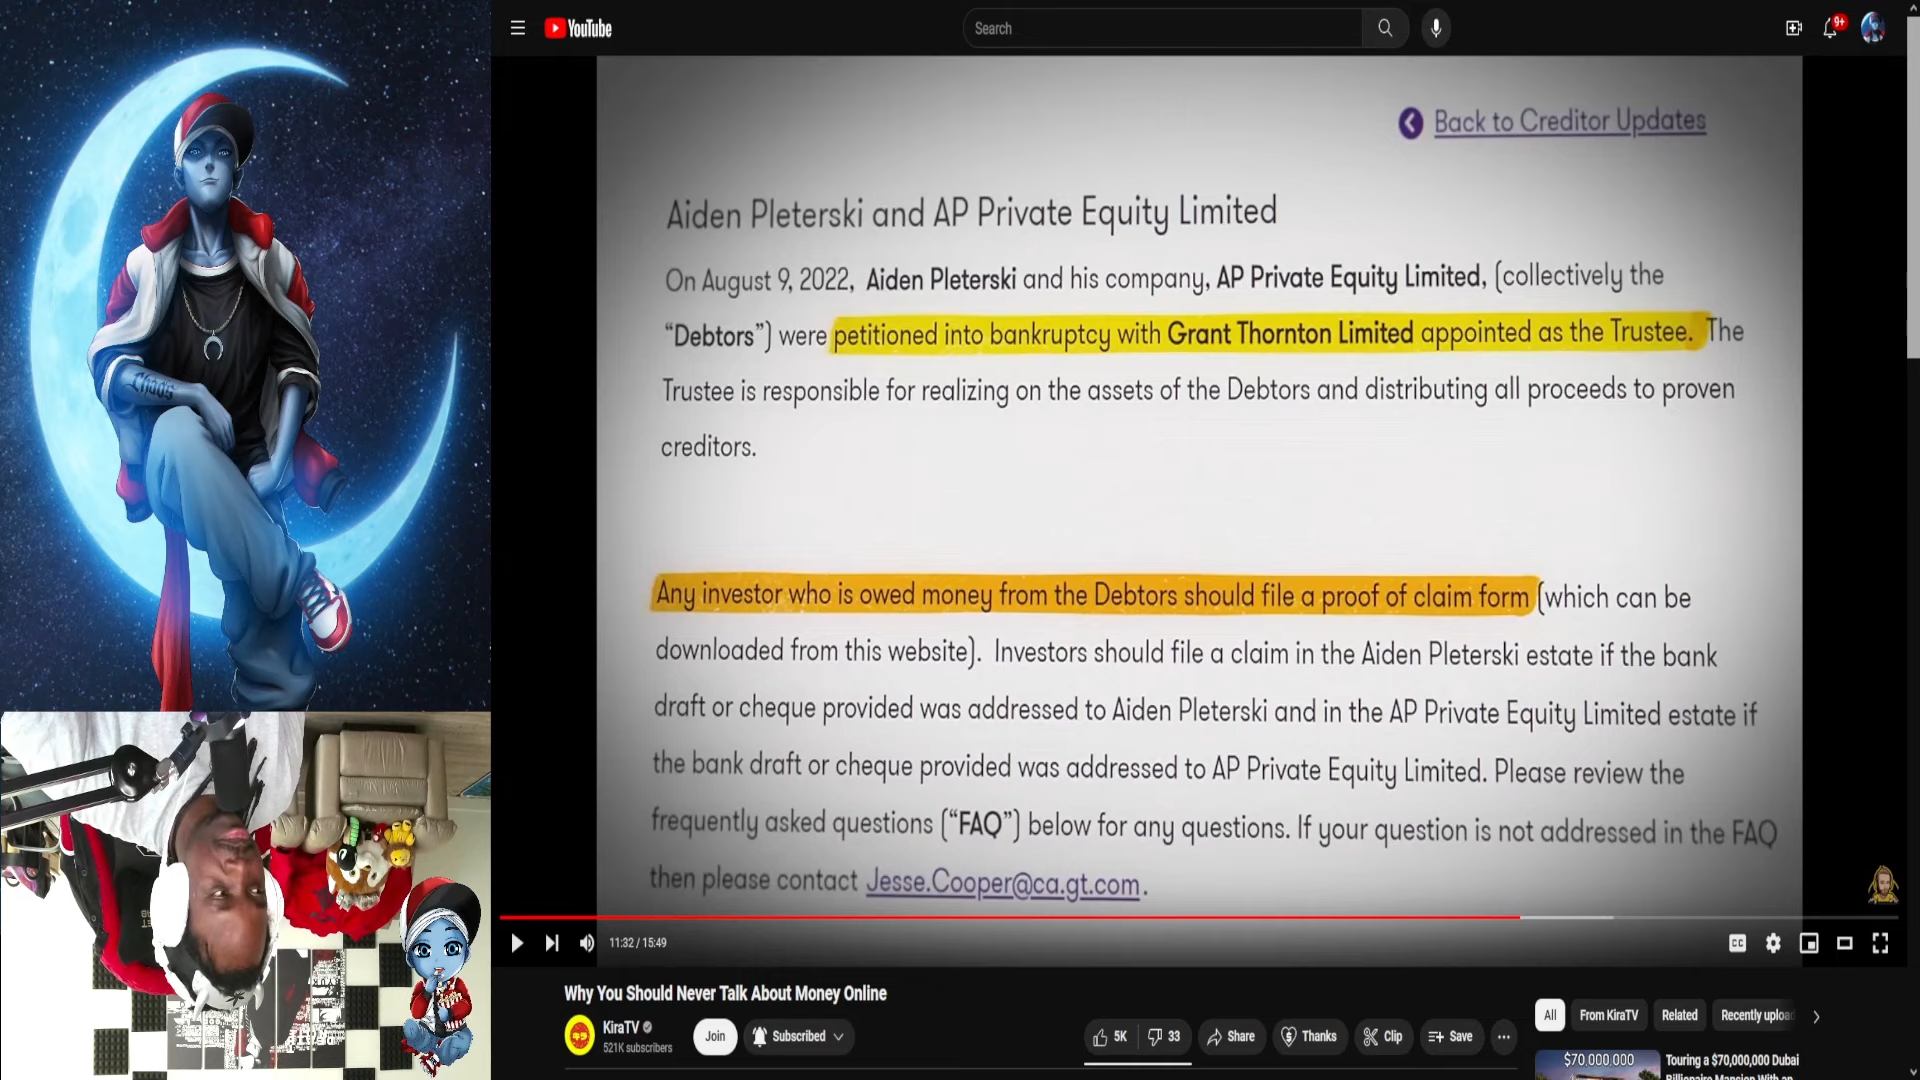 YouTube
Search
9+
Back to Creditor Updates
Aiden Pleterski and AP Private Equity Limited
On August 9, 2022, Aiden Pleterski and his company, AP Private Equity Limited, (collectively the
“Debtors”) were petitioned into bankruptcy with Grant Thornton Limited appointed as the Trustee. The
Trustee is responsible for realizing on the assets of the Debtors and distributing all proceeds to proven
creditors.
Any investor who is owed money from the Debtors should file a proof of claim form (which can be
downloaded from this website). Investors should file a claim in the Aiden Pleterski estate if the bank
draft or cheque provided was addressed to Aiden Pleterski and in the AP Private Equity Limited estate if
the bank draft or cheque provided was addressed to AP Private Equity Limited. Please review the
frequently asked questions (“FAQ”) below for any questions. If your question is not addressed in the FAQ
then please contact Jesse.Cooper@ca.gt.com.
Chaos
11:32 / 15:49
CC
Why You Should Never Talk About Money Online
KiraTV
521K subscribers
Join
Subscribed
5K
33
Share
Thanks
Clip
Save
All
From KiraTV
Related
Recently uploa
$70,000,000
Touring a $70,000,000 Dubai
Billionaire Mansion With an